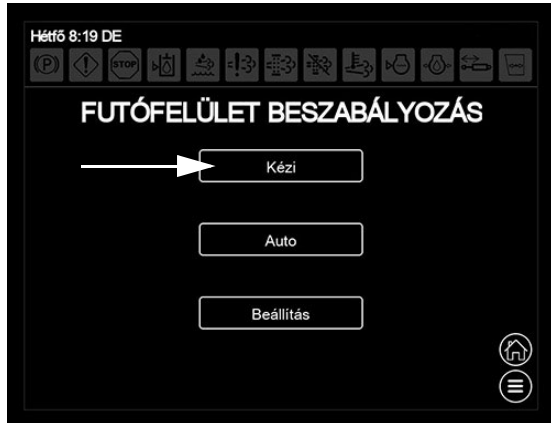 Hétfő 8:19 DE
(P) STOP
FUTÓFELÜLET BESZABÁLYOZÁS
Kézi
Auto
Beállítás